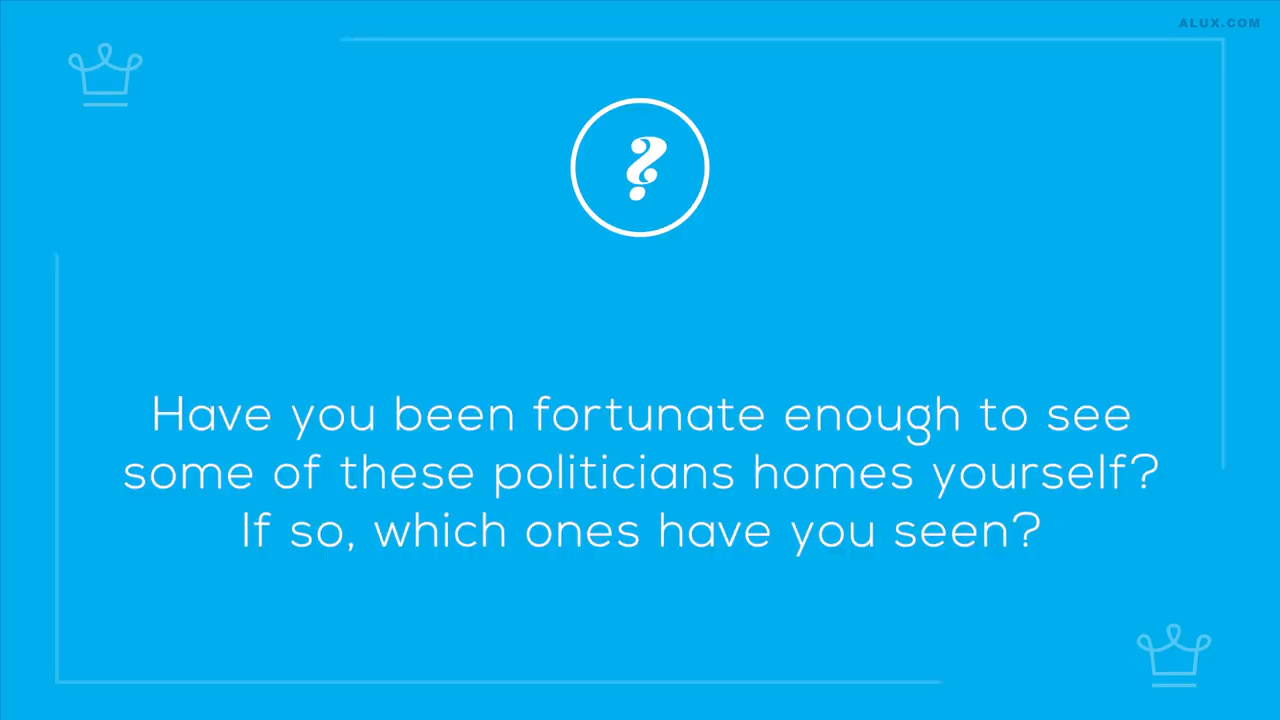 ALUX.COM
?
Have you been fortunate enough to see
some of these politicians homes yourself?
If so, which ones have you seen?